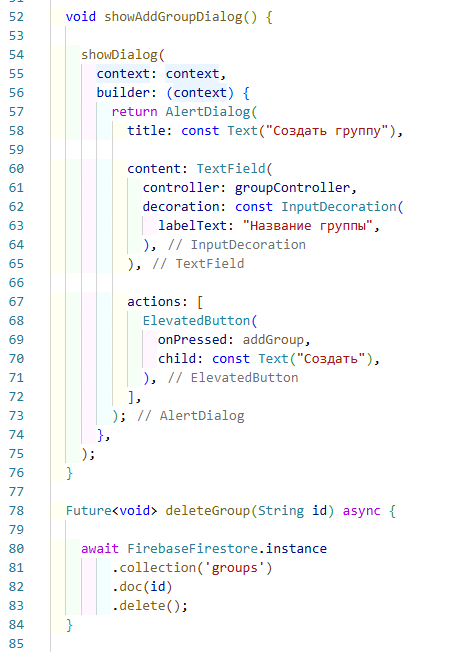 52 void showAddGroupDialog() {
53
54 showDialog(
55 context: context,
56 builder: (context) {
57 return AlertDialog(
58 title: const Text("Создать группу"),
59
60 content: TextField(
61 controller: groupController,
62 decoration: const InputDecoration(
63 labelText: "Название группы",
64 ), // InputDecoration
65 ), // TextField
66
67 actions: [
68 ElevatedButton(
69 onPressed: addGroup,
70 child: const Text("Создать"),
71 ), // ElevatedButton
72 ],
73 ); // AlertDialog
74 },
75 );
76 }
77
78 Future<void> deleteGroup(String id) async {
79
80 await FirebaseFirestore.instance
81 .collection('groups')
82 .doc(id)
83 .delete();
84 }
85